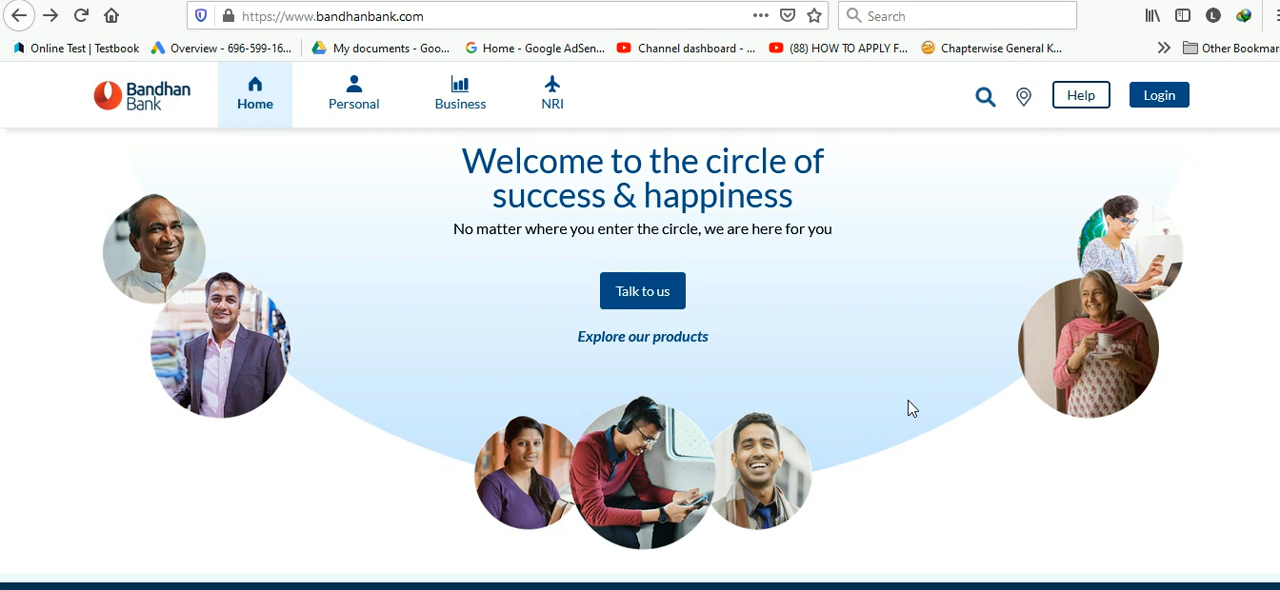 https://www.bandhanbank.com
Search
L
Online Test | Testbook
Overview - 696-599-16...
My documents - Goo...
Home - Google AdSen...
Channel dashboard - ...
(88) HOW TO APPLY F...
Chapterwise General K...
Other Bookmar
Bandhan
Bank
Home
Personal
Business
NRI
Help
Login
Welcome to the circle of
success & happiness
No matter where you enter the circle, we are here for you
Talk to us
Explore our products